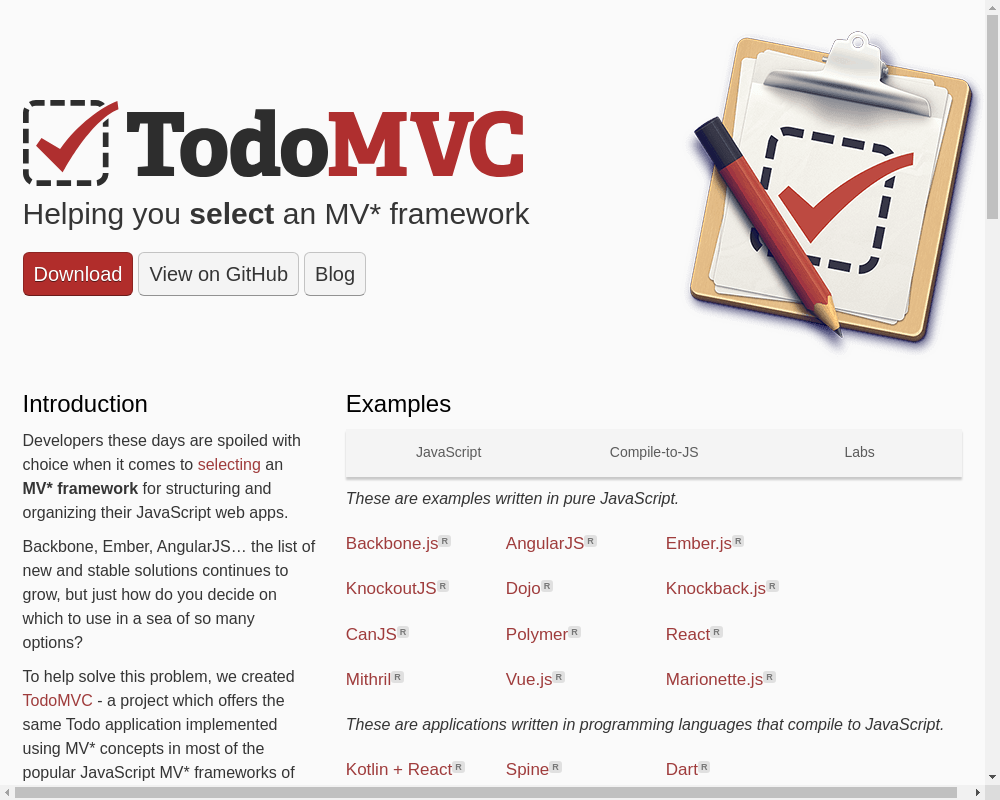 TodoMVC
Helping you select an MV* framework
Download
View on GitHub
Blog
Introduction
Developers these days are spoiled with
choice when it comes to selecting an
MV* framework for structuring and
organizing their JavaScript web apps.
Backbone, Ember, AngularJS… the list of
new and stable solutions continues to
grow, but just how do you decide on
which to use in a sea of so many
options?
To help solve this problem, we created
TodoMVC - a project which offers the
same Todo application implemented
using MV* concepts in most of the
popular JavaScript MV* frameworks of
Examples
JavaScript Compile-to-JS Labs
These are examples written in pure JavaScript.
Backbone.js R AngularJS R Ember.js R
KnockoutJS R Dojo R Knockback.js R
CanJS R Polymer R React R
Mithril R Vue.js R Marionette.js R
These are applications written in programming languages that compile to JavaScript.
Kotlin + React R Spine R Dart R